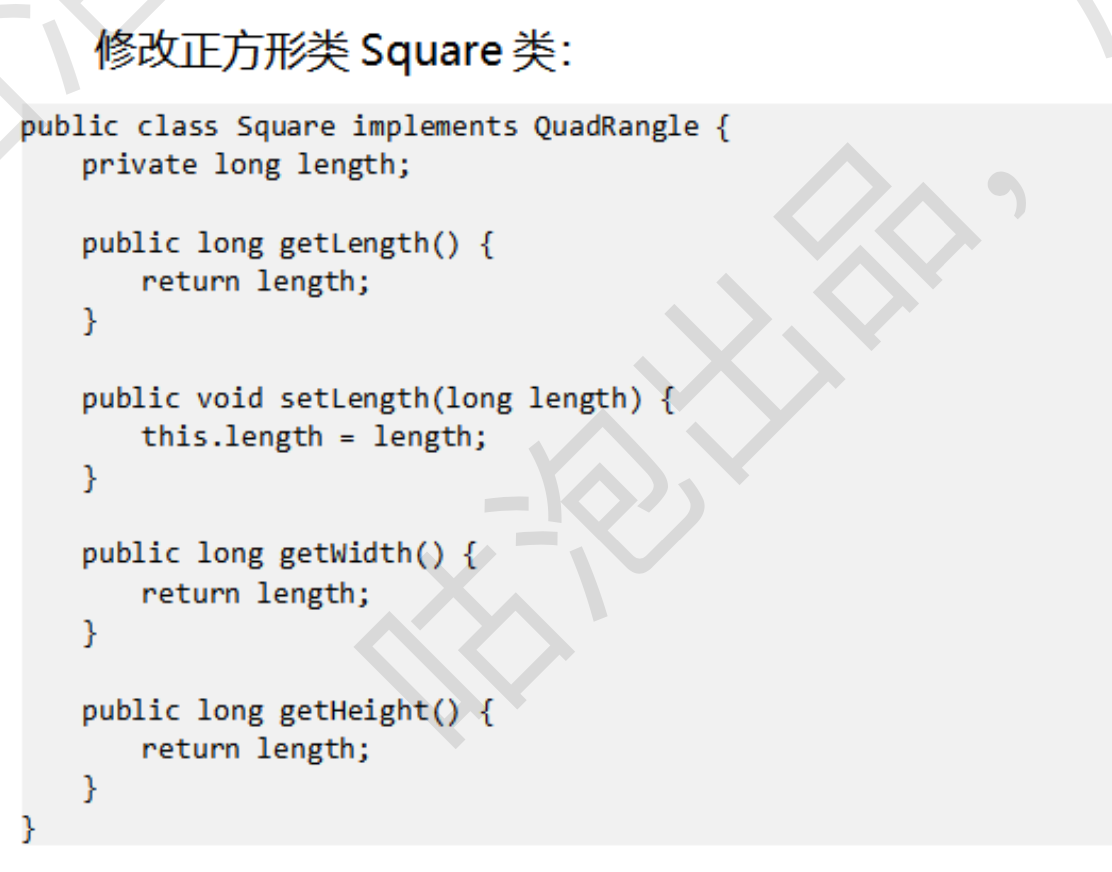 修改正方形类 Square 类：
public class Square implements QuadRangle {
    private long length;
    public long getLength() {
        return length;
    }
    public void setLength(long length) {
        this.length = length;
    }
    public long getWidth() {
        return length;
    }
    public long getHeight() {
        return length;
    }
}
咕泡出品，